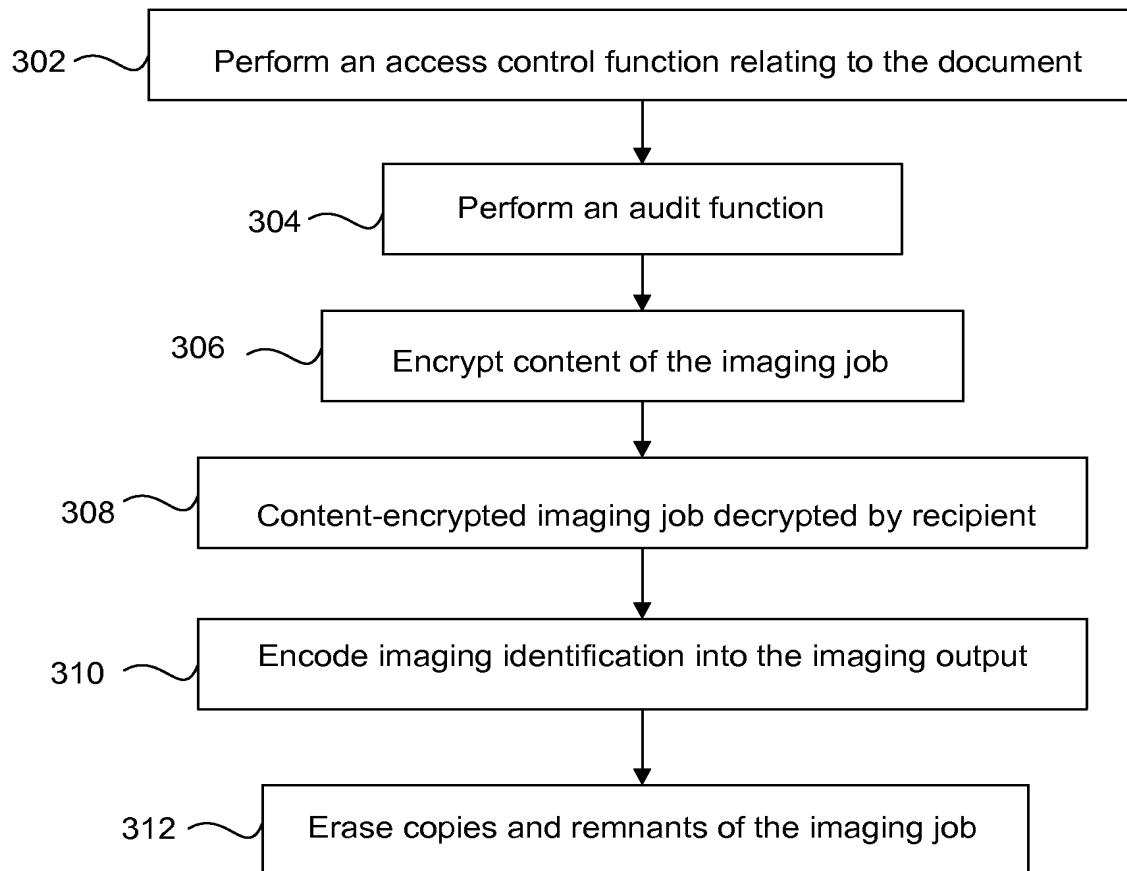 302 Perform an access control function relating to the document
304 Perform an audit function
306 Encrypt content of the imaging job
308 Content-encrypted imaging job decrypted by recipient
310 Encode imaging identification into the imaging output
312 Erase copies and remnants of the imaging job